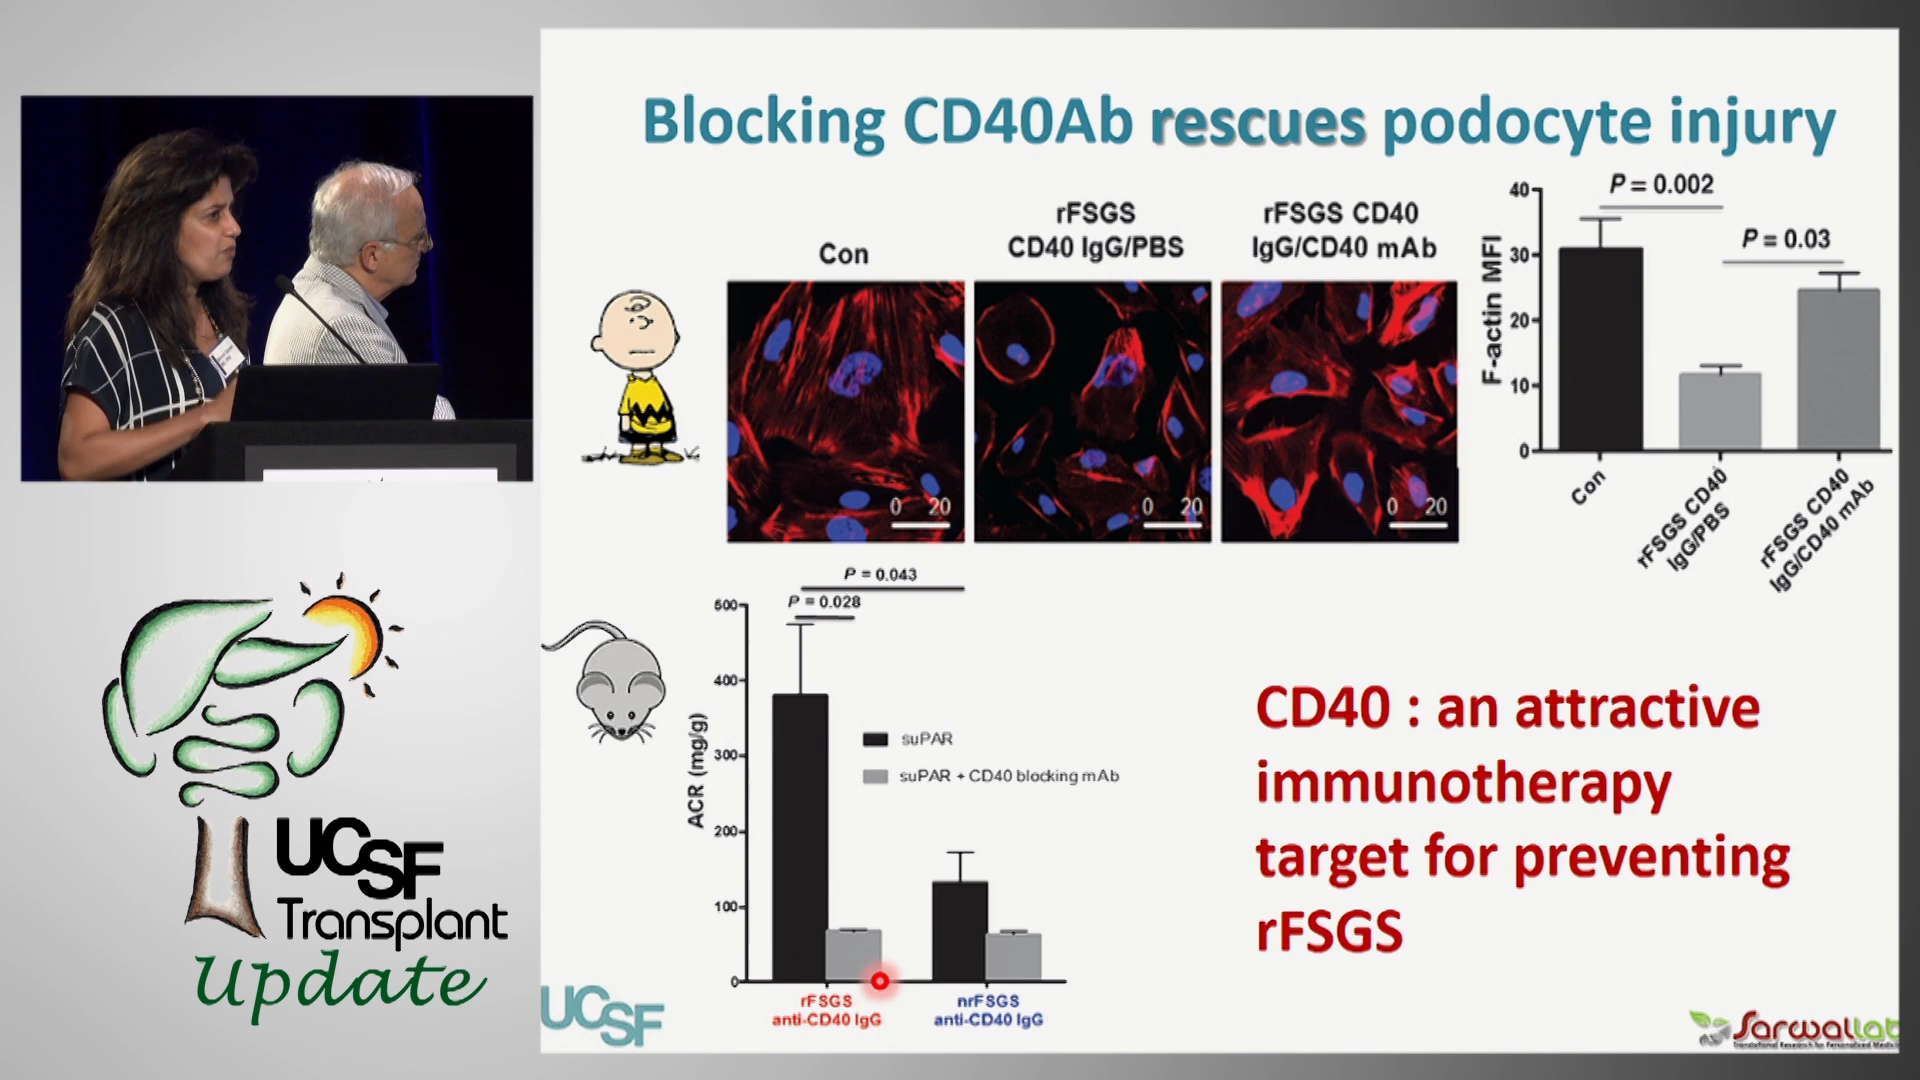 Blocking CD40Ab rescues podocyte injury
Con
rFSGS
CD40 IgG/PBS
rFSGS CD40
IgG/CD40 mAb
0 20
0 20
0 20
P = 0.002
P = 0.03
F-actin MFI
40
30
20
10
0
Con
rFSGS CD40
IgG/PBS
rFSGS CD40
IgG/CD40 mAb
P = 0.043
P = 0.028
ACR (mg/g)
500
400
300
200
100
0
suPAR
suPAR + CD40 blocking mAb
rFSGS
anti-CD40 IgG
nrFSGS
anti-CD40 IgG
CD40 : an attractive
immunotherapy
target for preventing
rFSGS
UCSF
Sarwallab
UCSF
Transplant
Update